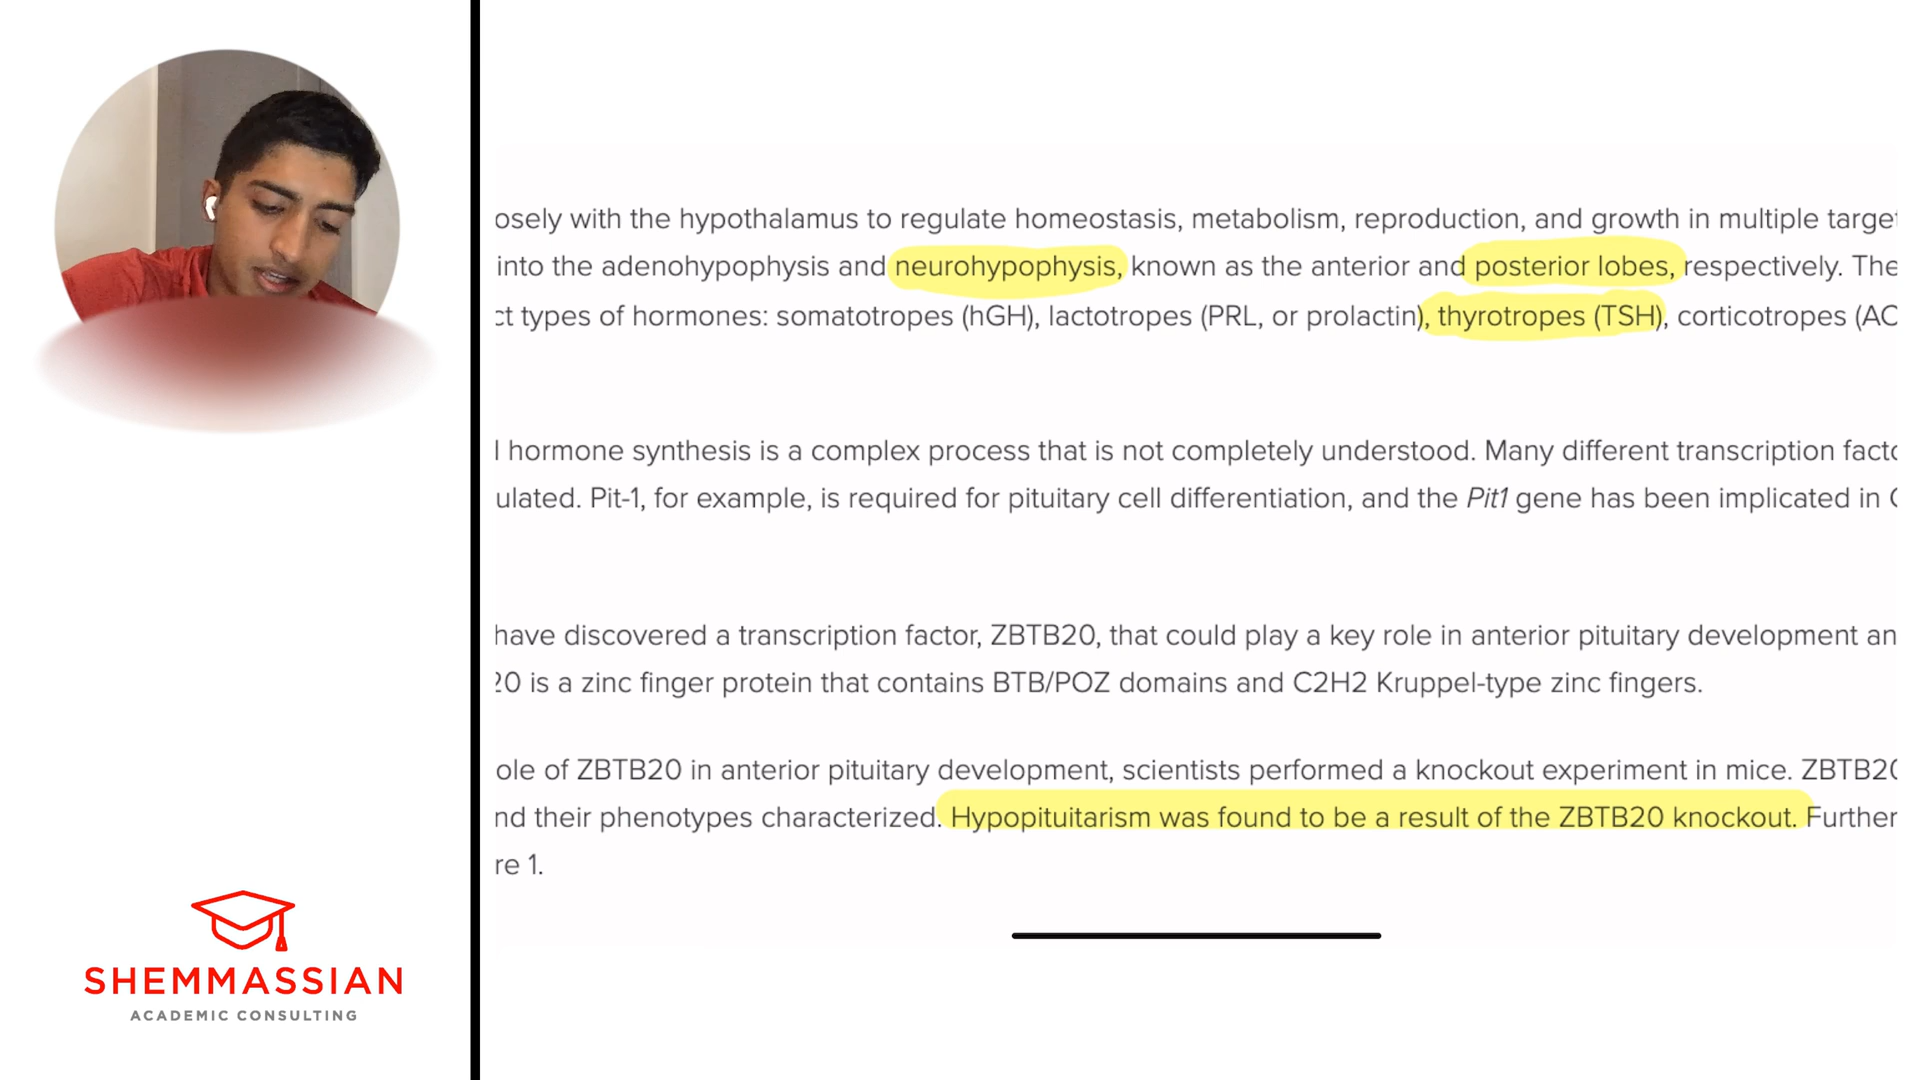 osely with the hypothalamus to regulate homeostasis, metabolism, reproduction, and growth in multiple target
into the adenohypophysis and neurohypophysis, known as the anterior and posterior lobes, respectively. The
ct types of hormones: somatotropes (hGH), lactotropes (PRL, or prolactin), thyrotropes (TSH), corticotropes (AC
l hormone synthesis is a complex process that is not completely understood. Many different transcription facto
ulated. Pit-1, for example, is required for pituitary cell differentiation, and the Pit1 gene has been implicated in
have discovered a transcription factor, ZBTB20, that could play a key role in anterior pituitary development an
20 is a zinc finger protein that contains BTB/POZ domains and C2H2 Kruppel-type zinc fingers.
ole of ZBTB20 in anterior pituitary development, scientists performed a knockout experiment in mice. ZBTB20
nd their phenotypes characterized. Hypopituitarism was found to be a result of the ZBTB20 knockout. Further
re 1.
SHEMMASSIAN
ACADEMIC CONSULTING